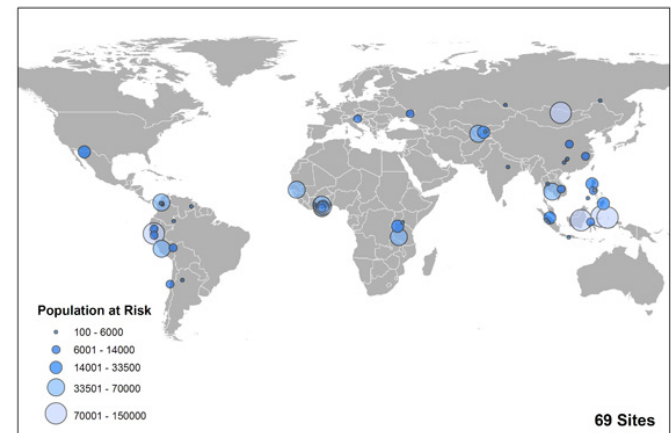 Population at Risk
100 - 6000
6001 - 14000
14001 - 33500
33501 - 70000
70001 - 150000
69 Sites